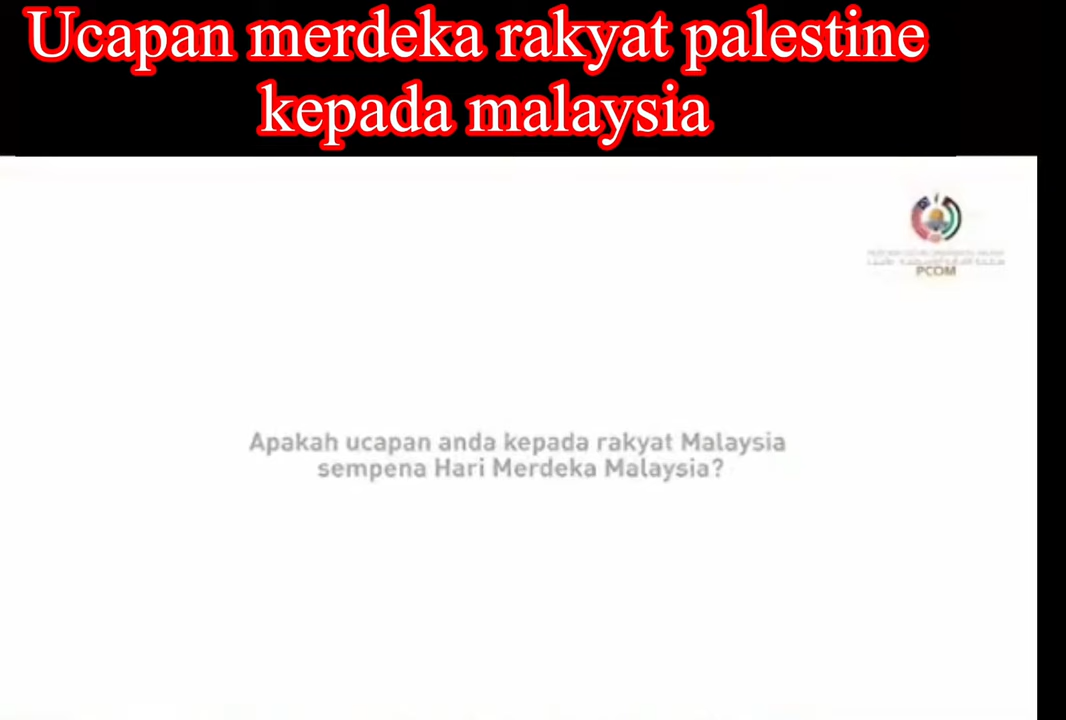 Ucapan merdeka rakyat palestine
kepada malaysia
PCOM
Apakah ucapan anda kepada rakyat Malaysia
sempena Hari Merdeka Malaysia?